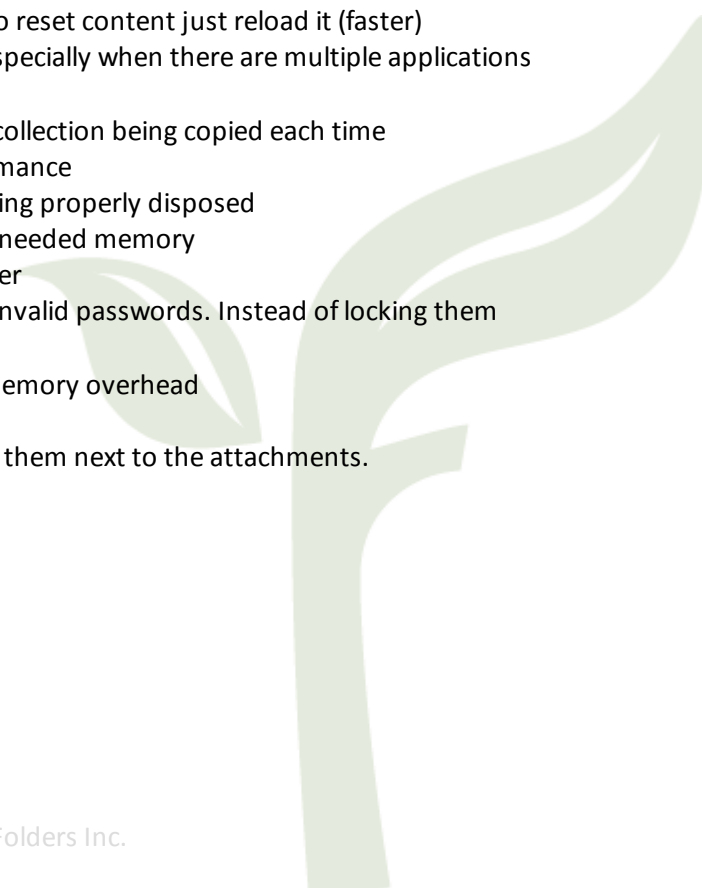 reset content just reload it (faster)
specially when there are multiple applications
collection being copied each time
mance
ing properly disposed
needed memory
er
nvalid passwords. Instead of locking them
emory overhead
them next to the attachments.
Folders Inc.